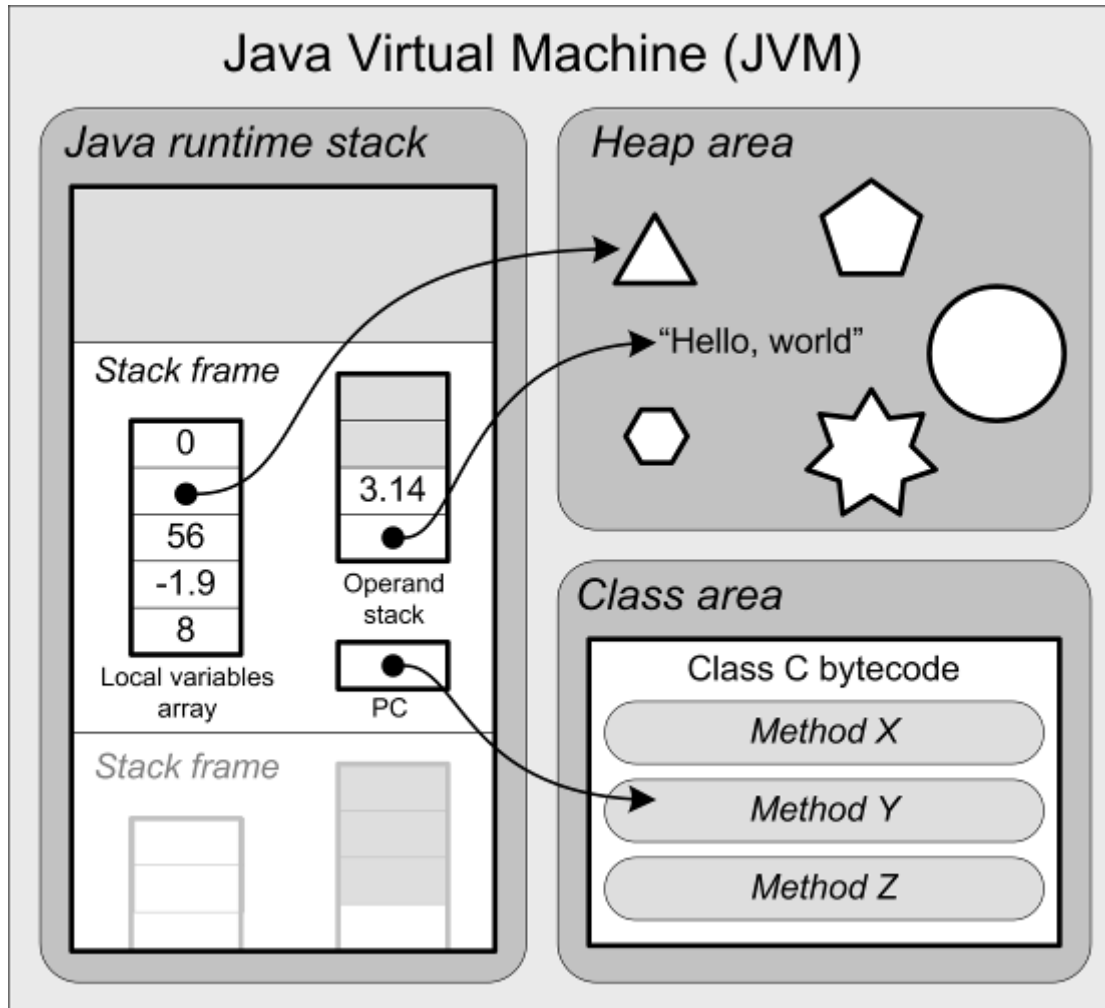 Java Virtual Machine (JVM)
Java runtime stack
Stack frame
0
56
-1.9
8
Local variables
array
3.14
Operand
stack
PC
Stack frame
Heap area
“Hello, world”
Class area
Class C bytecode
Method X
Method Y
Method Z